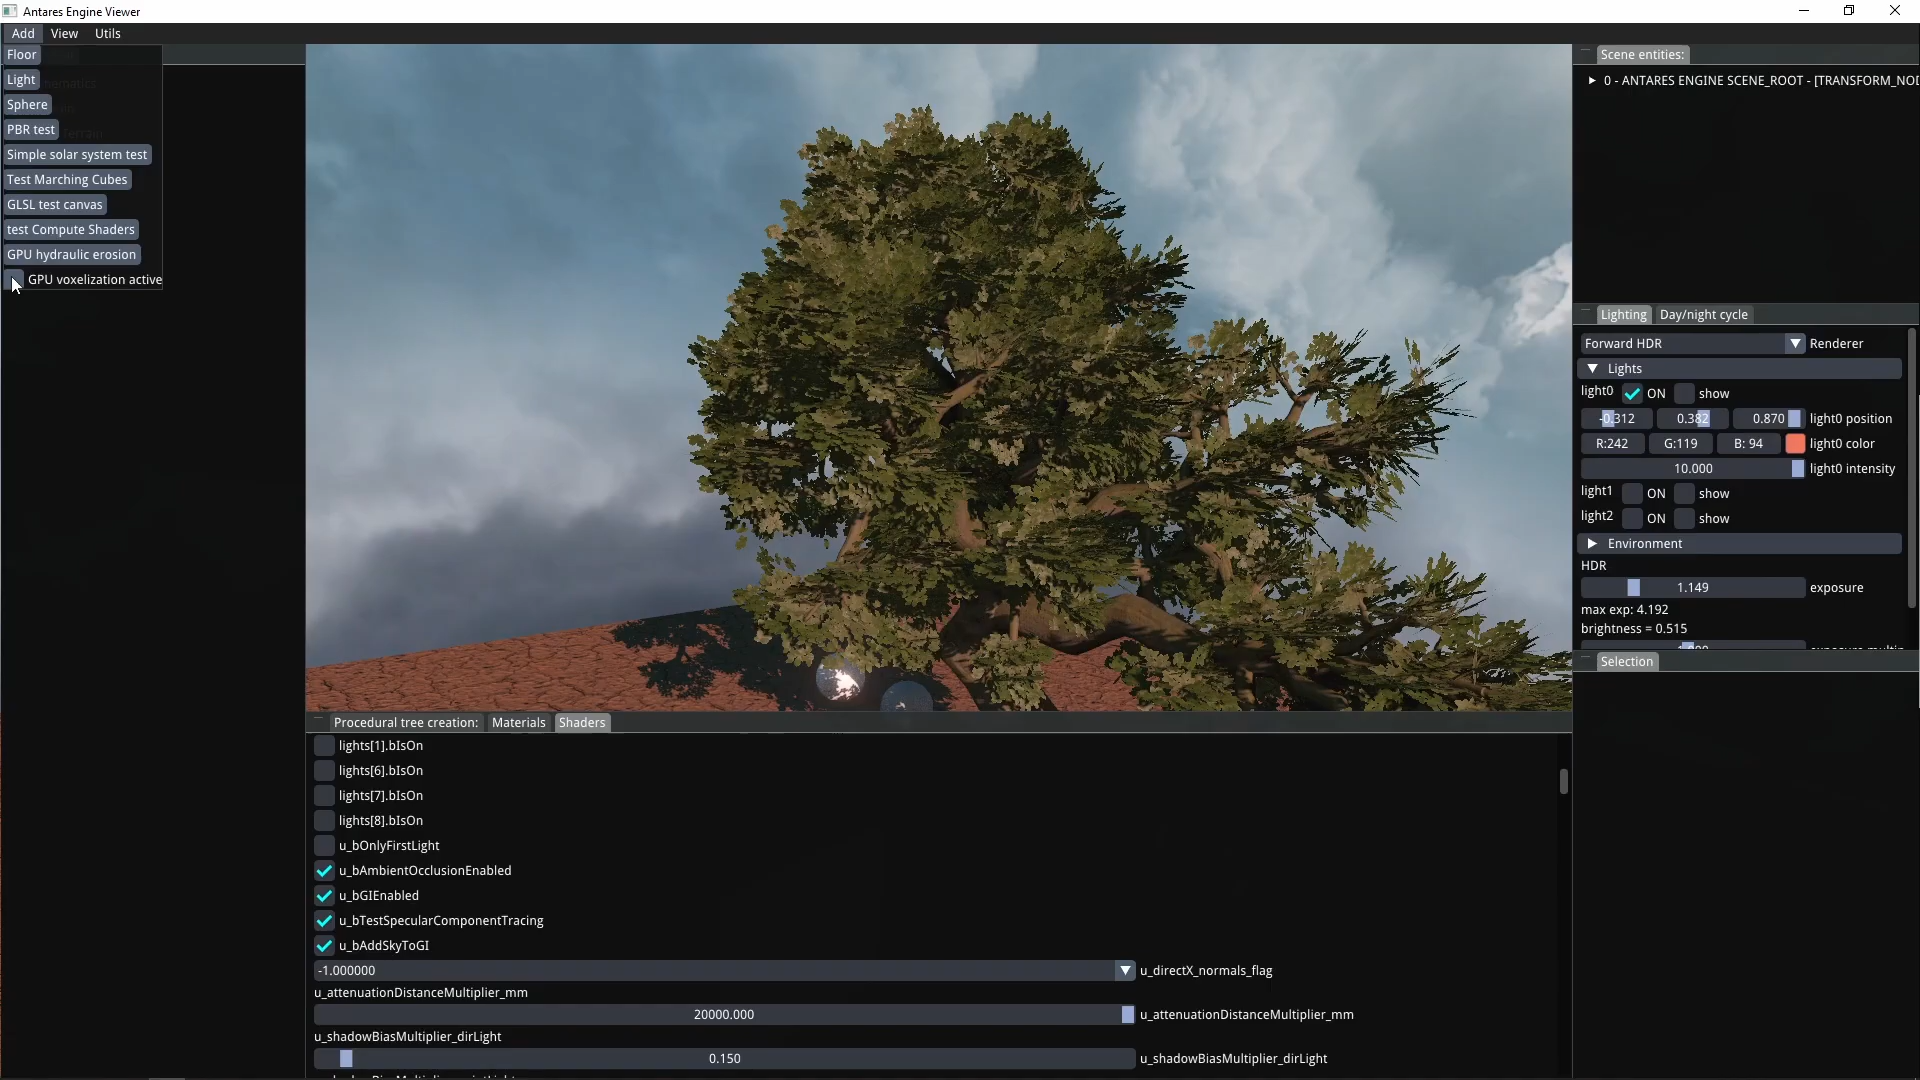 Antares Engine Viewer
Add View Utils
Floor
Light
Sphere
PBR test
Simple solar system test
Test Marching Cubes
GLSL test canvas
test Compute Shaders
GPU hydraulic erosion
GPU voxelization active
Scene entities:
0 - ANTARES ENGINE SCENE_ROOT - [TRANSFORM_NOD
Lighting Day/night cycle
Forward HDR Renderer
Lights
light0 ON show
-0.312 0.382 0.870 light0 position
R:242 G:119 B: 94 light0 color
10.000 light0 intensity
light1 ON show
light2 ON show
Environment
HDR
1.149 exposure
max exp: 4.192
brightness = 0.515
Selection
Procedural tree creation: Materials Shaders
lights[1].bIsOn
lights[6].bIsOn
lights[7].bIsOn
lights[8].bIsOn
u_bOnlyFirstLight
u_bAmbientOcclusionEnabled
u_bGIEnabled
u_bTestSpecularComponentTracing
u_bAddSkyToGI
-1.000000 u_directX_normals_flag
u_attenuationDistanceMultiplier_mm
20000.000 u_attenuationDistanceMultiplier_mm
u_shadowBiasMultiplier_dirLight
0.150 u_shadowBiasMultiplier_dirLight